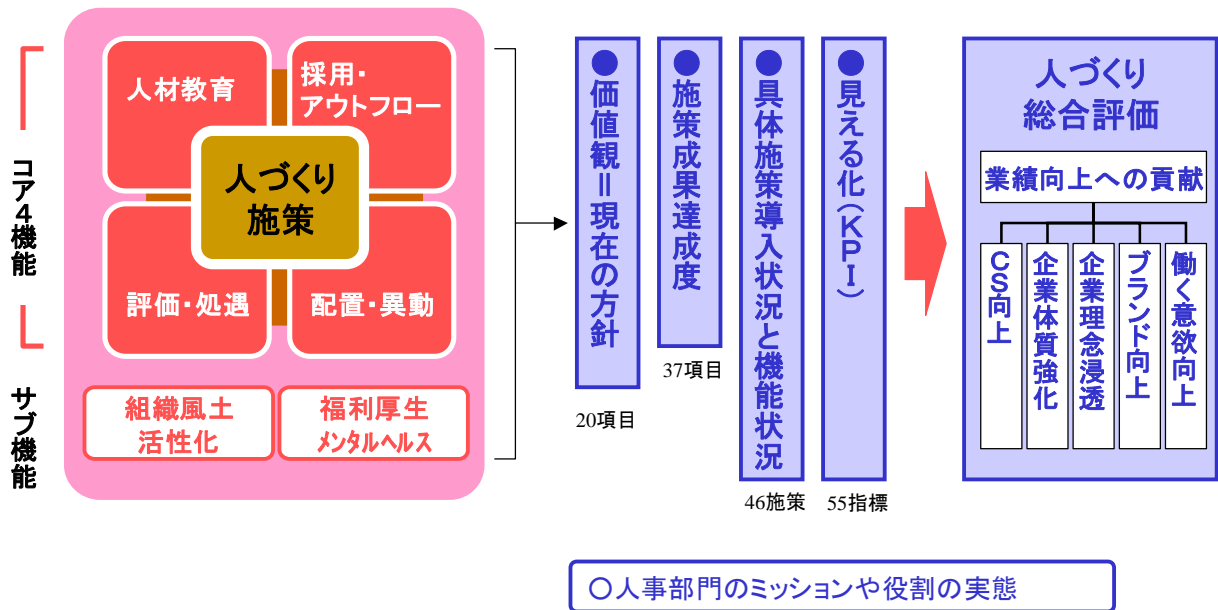 コア4機能
サブ機能
人材教育
採用・
アウトフロー
人づくり
施策
評価・処遇
配置・異動
組織風土
活性化
福利厚生
メンタルヘルス
●価値観＝現在の方針
20項目
●施策成果達成度
37項目
●具体施策導入状況と機能状況
46施策
●見える化(KPI)
55指標
人づくり
総合評価
業績向上への貢献
CS向上
企業体質強化
企業理念浸透
ブランド向上
働く意欲向上
○人事部門のミッションや役割の実態